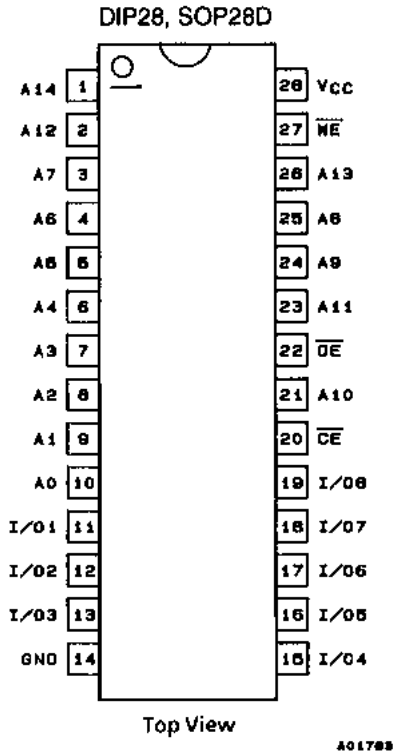 DIP28, SOP28D
A14 1 28 VCC
A12 2 27 WE
A7 3 26 A13
A6 4 25 A8
A5 5 24 A9
A4 6 23 A11
A3 7 22 OE
A2 8 21 A10
A1 9 20 CE
A0 10 19 I/O8
I/O1 11 18 I/O7
I/O2 12 17 I/O6
I/O3 13 16 I/O5
GND 14 15 I/O4
Top View
A01783